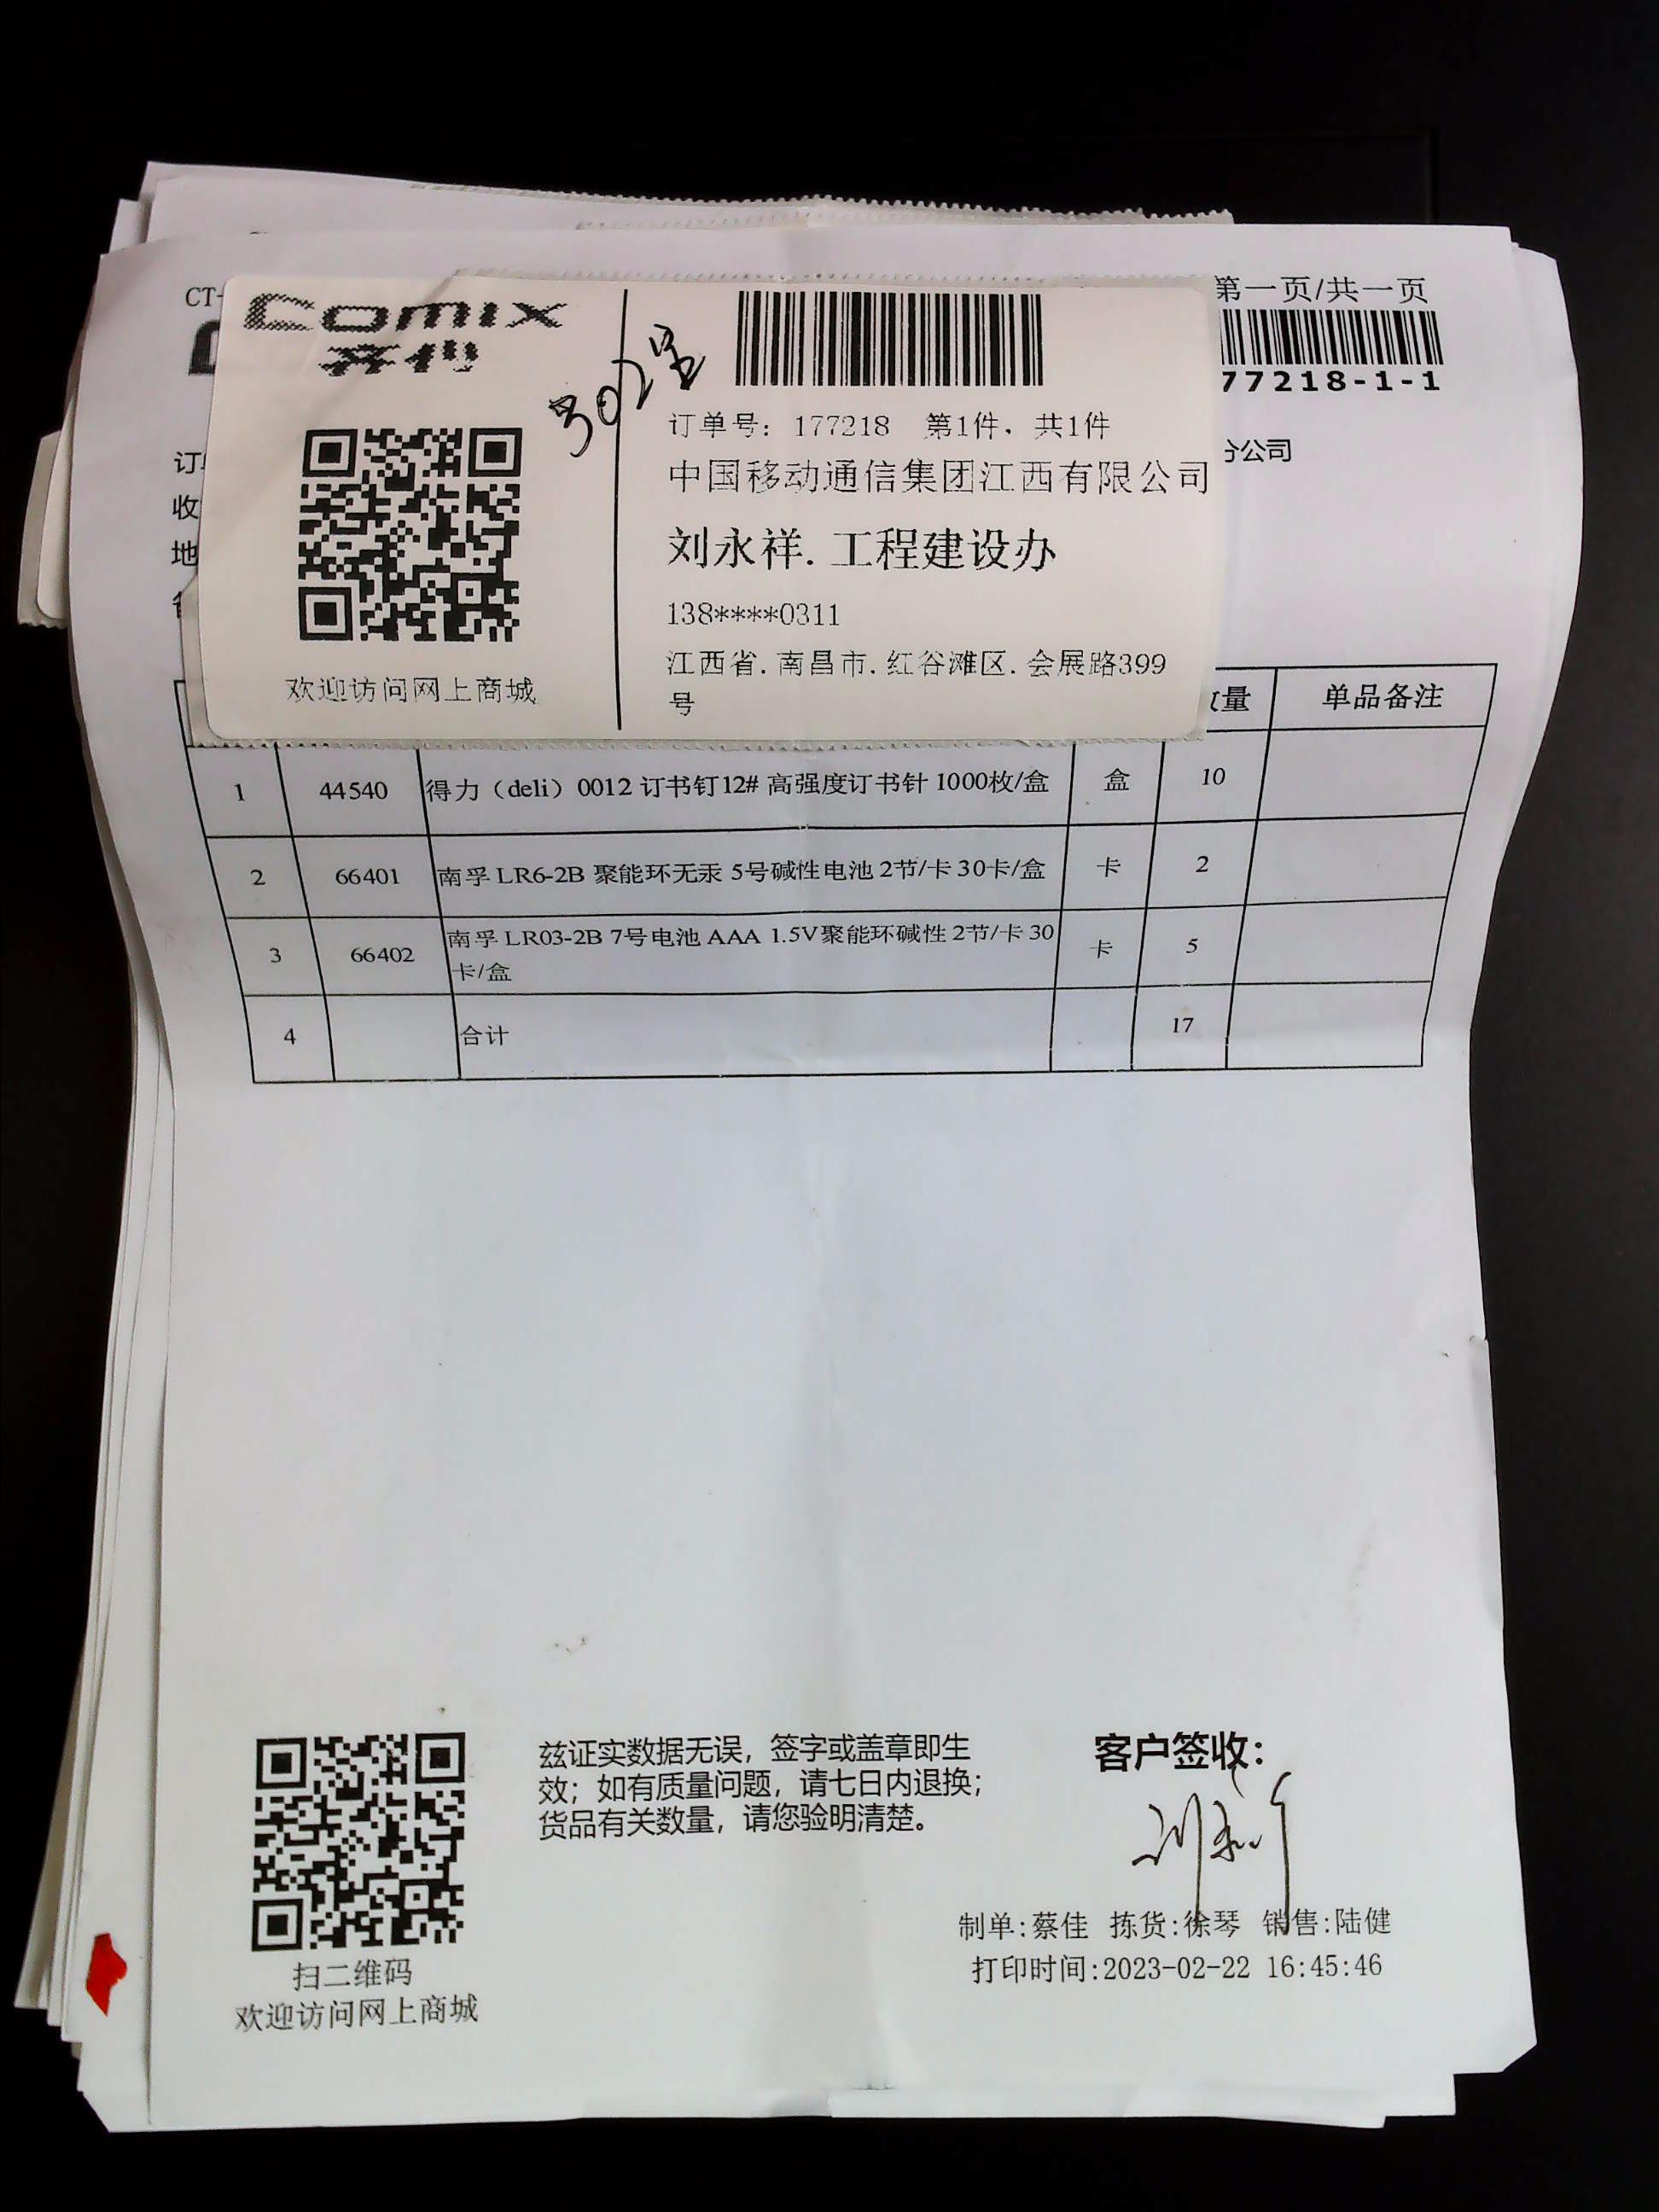 CT-
第一页/共一页
Comix
齐心
302室
77218-1-1
订单号: 177218 第1件, 共1件
分公司
中国移动通信集团江西有限公司
刘永祥. 工程建设办
138****0311
江西省. 南昌市. 红谷滩区. 会展路399
号
欢迎访问网上商城
订
收
地
量 单品备注
1 44540 得力（deli）0012 订书钉12# 高强度订书针 1000枚/盒 盒 10
2 66401 南孚 LR6-2B 聚能环无汞 5号碱性电池 2节/卡 30卡/盒 卡 2
3 66402 南孚 LR03-2B 7号电池 AAA 1.5V聚能环碱性 2节/卡 30
卡/盒 卡 5
4 合计 17
兹证实数据无误，签字或盖章即生
效；如有质量问题，请七日内退换；
货品有关数量，请您验明清楚。
客户签收：
制单:蔡佳 拣货:徐琴 销售:陆健
打印时间:2023-02-22 16:45:46
扫二维码
欢迎访问网上商城